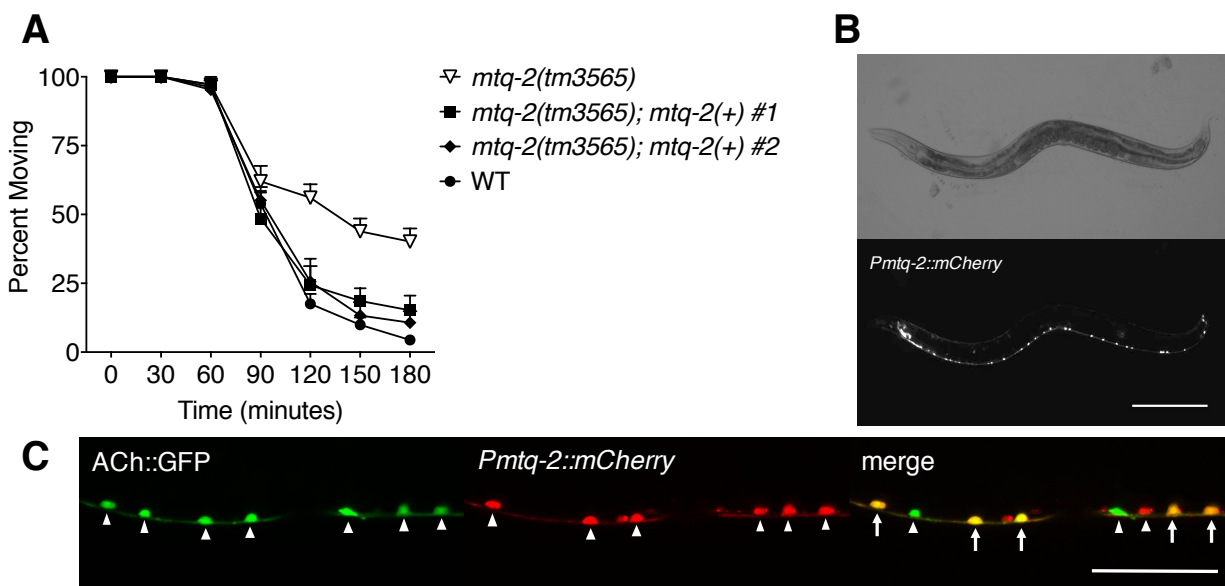 A
100
75
50
25
0
Percent Moving
0 30 60 90 120 150 180
Time (minutes)
mtq-2(tm3565)
mtq-2(tm3565); mtq-2(+) #1
mtq-2(tm3565); mtq-2(+) #2
WT
B
Pmtq-2::mCherry
C
ACh::GFP
Pmtq-2::mCherry
merge